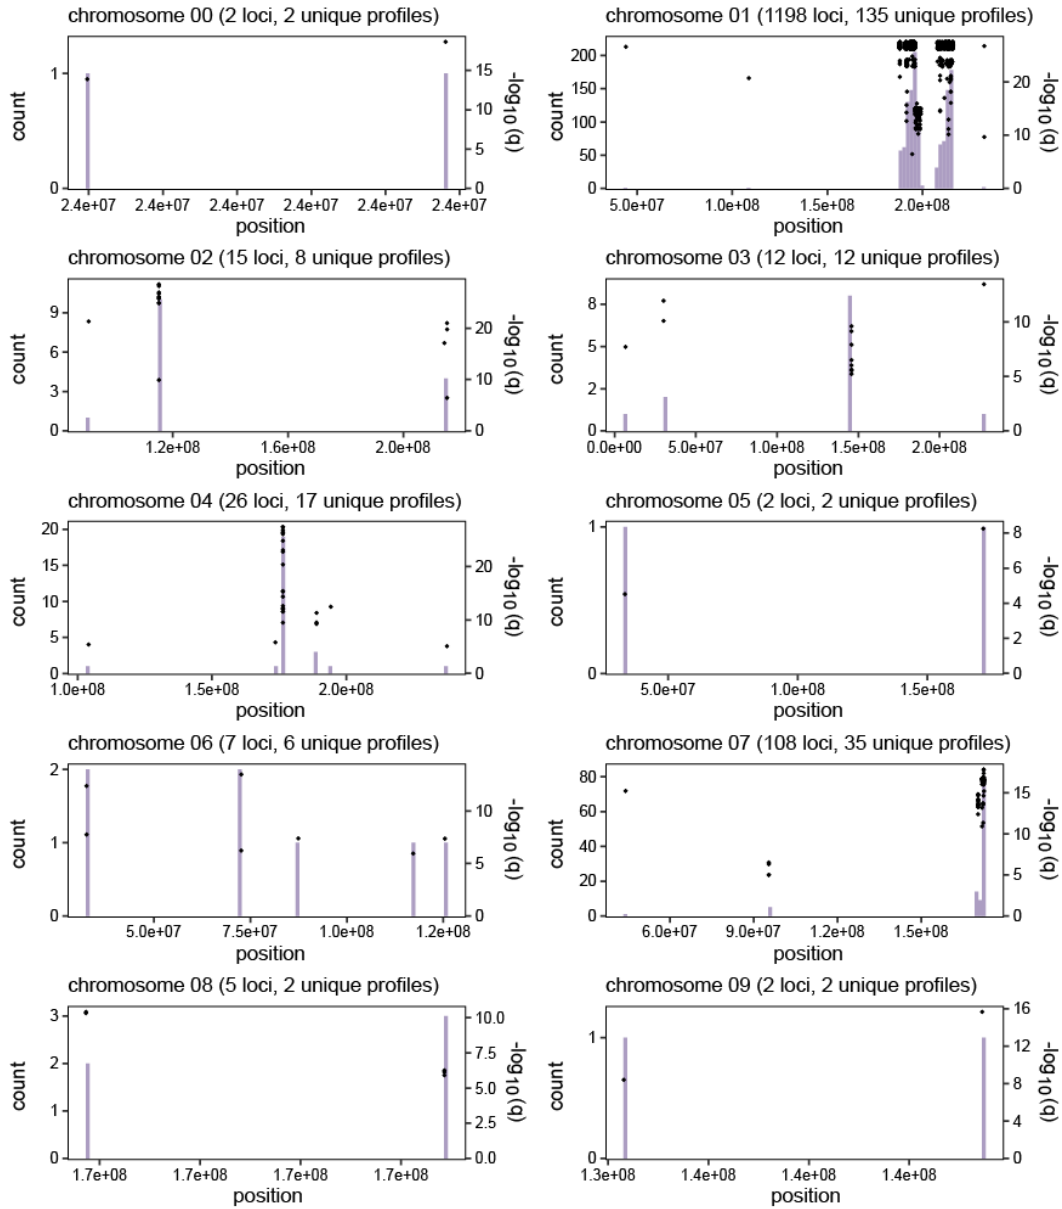 chromosome 00 (2 loci, 2 unique profiles)
1
0
count
15
10
5
0
-log10(q)
2.4e+07 2.4e+07 2.4e+07 2.4e+07 2.4e+07 2.4e+07
position
chromosome 01 (1198 loci, 135 unique profiles)
200
150
100
50
0
count
20
10
0
-log10(q)
5.0e+07 1.0e+08 1.5e+08 2.0e+08
position
chromosome 02 (15 loci, 8 unique profiles)
9
6
3
0
count
20
10
0
-log10(q)
1.2e+08 1.6e+08 2.0e+08
position
chromosome 03 (12 loci, 12 unique profiles)
8
5
2
0
count
10
5
0
-log10(q)
0.0e+00 5.0e+07 1.0e+08 1.5e+08 2.0e+08
position
chromosome 04 (26 loci, 17 unique profiles)
20
15
10
5
0
count
20
10
0
-log10(q)
1.0e+08 1.5e+08 2.0e+08
position
chromosome 05 (2 loci, 2 unique profiles)
1
0
count
8
6
4
2
0
-log10(q)
5.0e+07 1.0e+08 1.5e+08
position
chromosome 06 (7 loci, 6 unique profiles)
2
1
0
count
10
5
0
-log10(q)
5.0e+07 7.5e+07 1.0e+08 1.2e+08
position
chromosome 07 (108 loci, 35 unique profiles)
80
60
40
20
0
count
15
10
5
0
-log10(q)
6.0e+07 9.0e+07 1.2e+08 1.5e+08
position
chromosome 08 (5 loci, 2 unique profiles)
3
2
1
0
count
10.0
7.5
5.0
2.5
0.0
-log10(q)
1.7e+08 1.7e+08 1.7e+08 1.7e+08
position
chromosome 09 (2 loci, 2 unique profiles)
1
0
count
16
12
8
4
0
-log10(q)
1.3e+08 1.4e+08 1.4e+08 1.4e+08
position